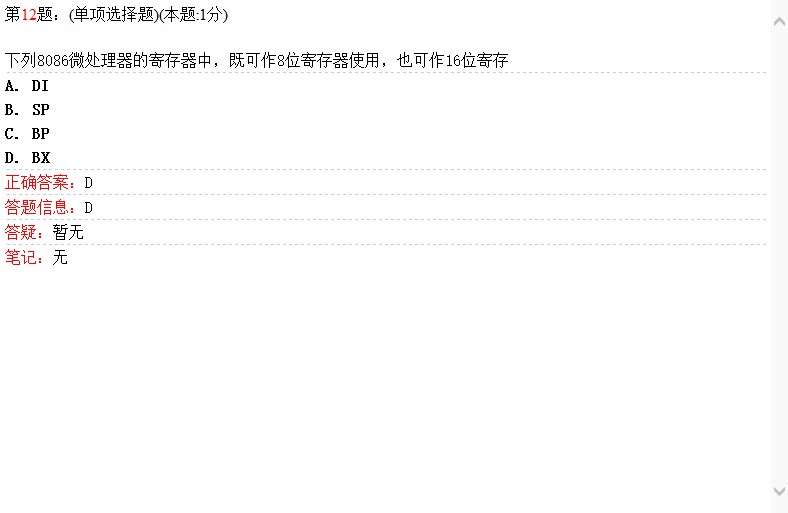 第12题：(单项选择题)(本题:1分)
下列8086微处理器的寄存器中，既可作8位寄存器使用，也可作16位寄存
A. DI
B. SP
C. BP
D. BX
正确答案：D
答题信息：D
答疑：暂无
笔记：无